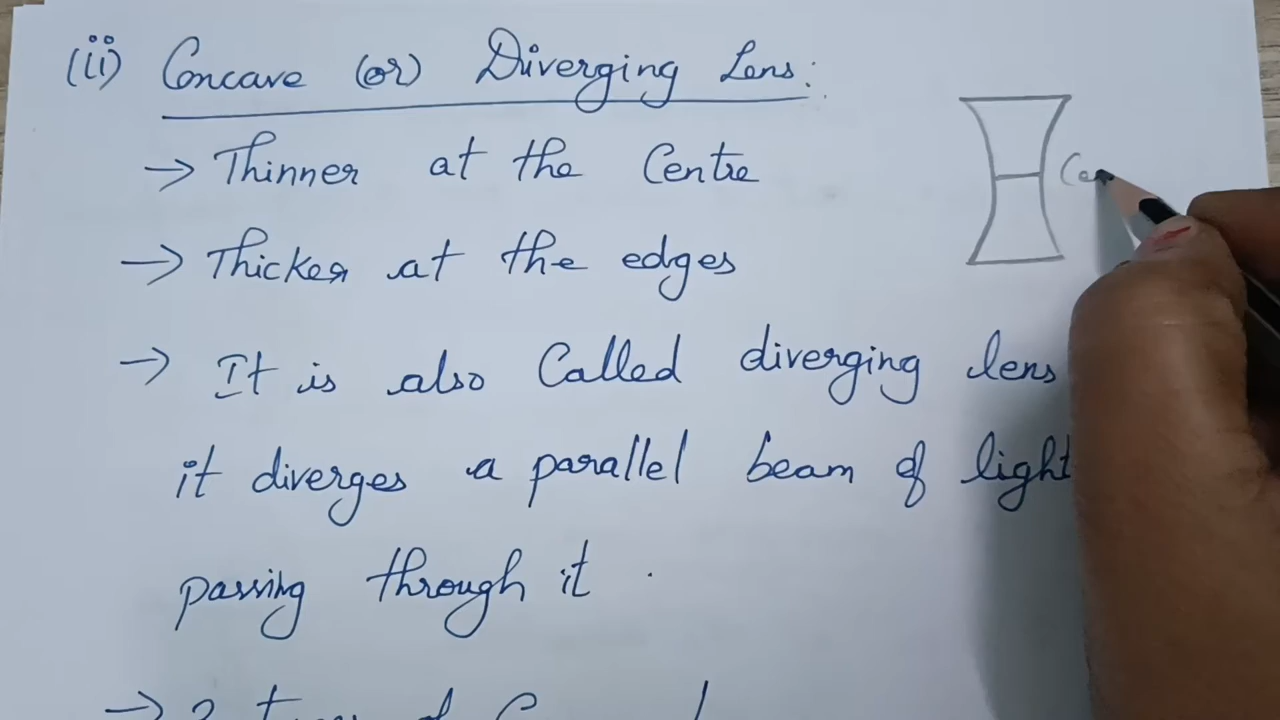 (ii) Concave (or) Diverging Lens:
→ Thinner at the Centre
Cen
→ Thicker at the edges
→ It is also Called diverging lens
it diverges a parallel beam of light
passing through it.
→